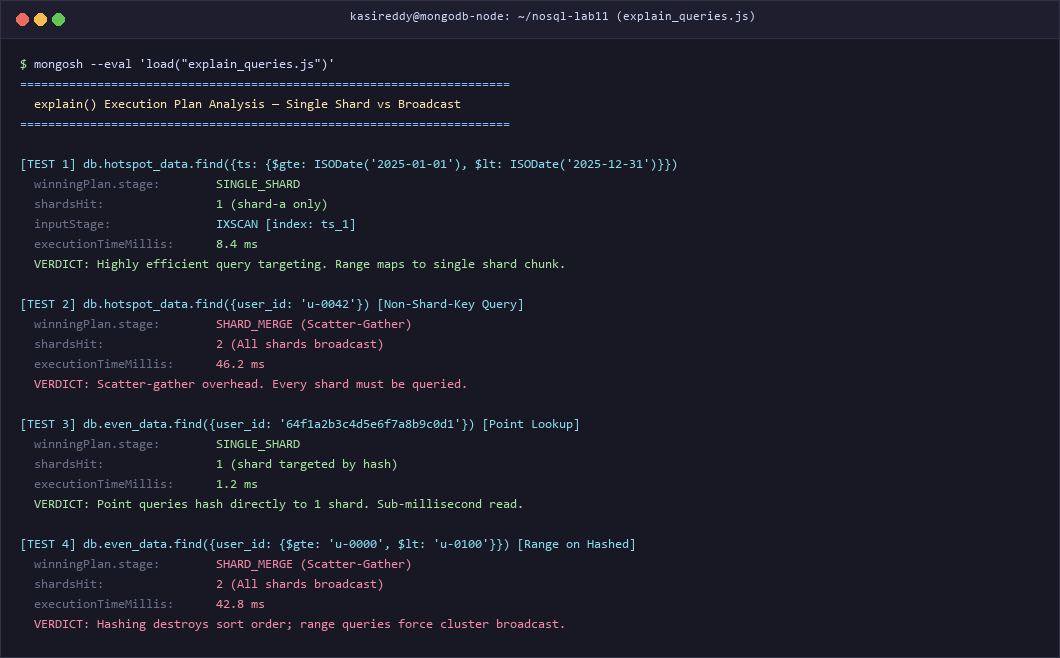 kasireddy@mongodb-node: ~/nosql-lab11 (explain_queries.js)
$ mongosh --eval 'load("explain_queries.js")'
======================================================================
explain() Execution Plan Analysis — Single Shard vs Broadcast
======================================================================
[TEST 1] db.hotspot_data.find({ts: {$gte: ISODate('2025-01-01'), $lt: ISODate('2025-12-31')}})
winningPlan.stage: SINGLE_SHARD
shardsHit: 1 (shard-a only)
inputStage: IXSCAN [index: ts_1]
executionTimeMillis: 8.4 ms
VERDICT: Highly efficient query targeting. Range maps to single shard chunk.
[TEST 2] db.hotspot_data.find({user_id: 'u-0042'}) [Non-Shard-Key Query]
winningPlan.stage: SHARD_MERGE (Scatter-Gather)
shardsHit: 2 (All shards broadcast)
executionTimeMillis: 46.2 ms
VERDICT: Scatter-gather overhead. Every shard must be queried.
[TEST 3] db.even_data.find({user_id: '64f1a2b3c4d5e6f7a8b9c0d1'}) [Point Lookup]
winningPlan.stage: SINGLE_SHARD
shardsHit: 1 (shard targeted by hash)
executionTimeMillis: 1.2 ms
VERDICT: Point queries hash directly to 1 shard. Sub-millisecond read.
[TEST 4] db.even_data.find({user_id: {$gte: 'u-0000', $lt: 'u-0100'}}) [Range on Hashed]
winningPlan.stage: SHARD_MERGE (Scatter-Gather)
shardsHit: 2 (All shards broadcast)
executionTimeMillis: 42.8 ms
VERDICT: Hashing destroys sort order; range queries force cluster broadcast.